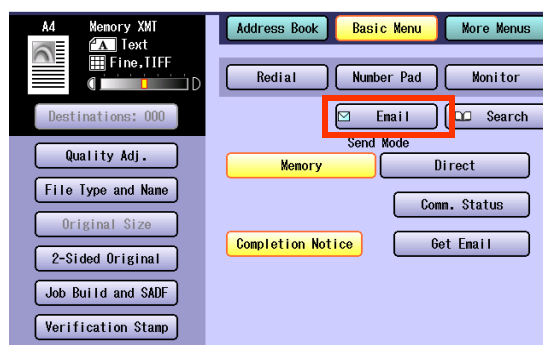 A4 Memory XMT
A Text
Fine,TIFF
D
Destinations: 000
Quality Adj.
File Type and Name
Original Size
2-Sided Original
Job Build and SADF
Verification Stamp
Address Book Basic Menu More Menus
Redial Number Pad Monitor
Email Search
Send Mode
Memory Direct
Comm. Status
Completion Notice Get Email